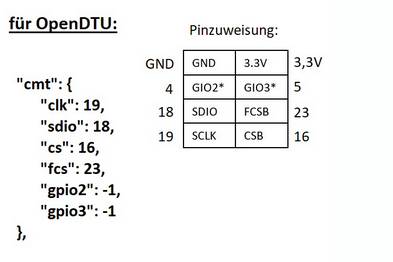 für OpenDTU:
Pinzuweisung:
GND GND 3.3V 3,3V
4 GIO2* GIO3* 5
18 SDIO FCSB 23
19 SCLK CSB 16
"cmt": {
"clk": 19,
"sdio": 18,
"cs": 16,
"fcs": 23,
"gpio2": -1,
"gpio3": -1
},